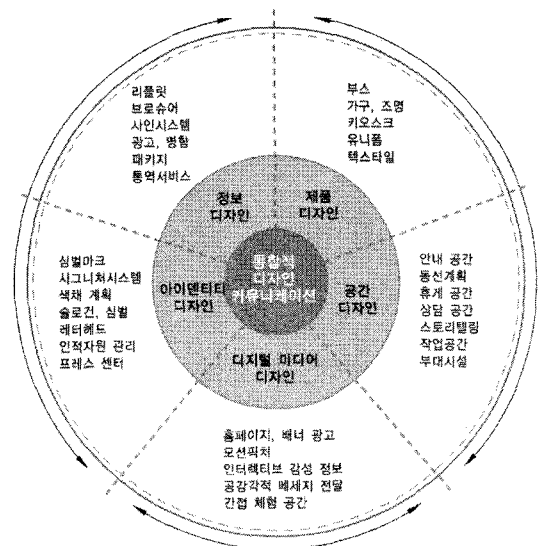 리플릿
브로슈어
사인시스템
광고, 명함
패키지
통역서비스
부스
가구, 조명
키오스크
유니폼
텍스타일
정보
디자인
제품
디자인
심벌마크
시그니처시스템
색채 계획
슬로건, 심벌
레터헤드
인적자원 관리
프레스 센터
아이덴티티
디자인
통합적
디자인
커뮤니케이션
공간
디자인
안내 공간
동선계획
휴게 공간
상담 공간
스토리텔링
작업공간
부대시설
디지털 미디어
디자인
홈페이지, 배너 광고
모션픽처
인터렉티브 감성 정보
공감각적 메세지 전달
간접 체험 공간